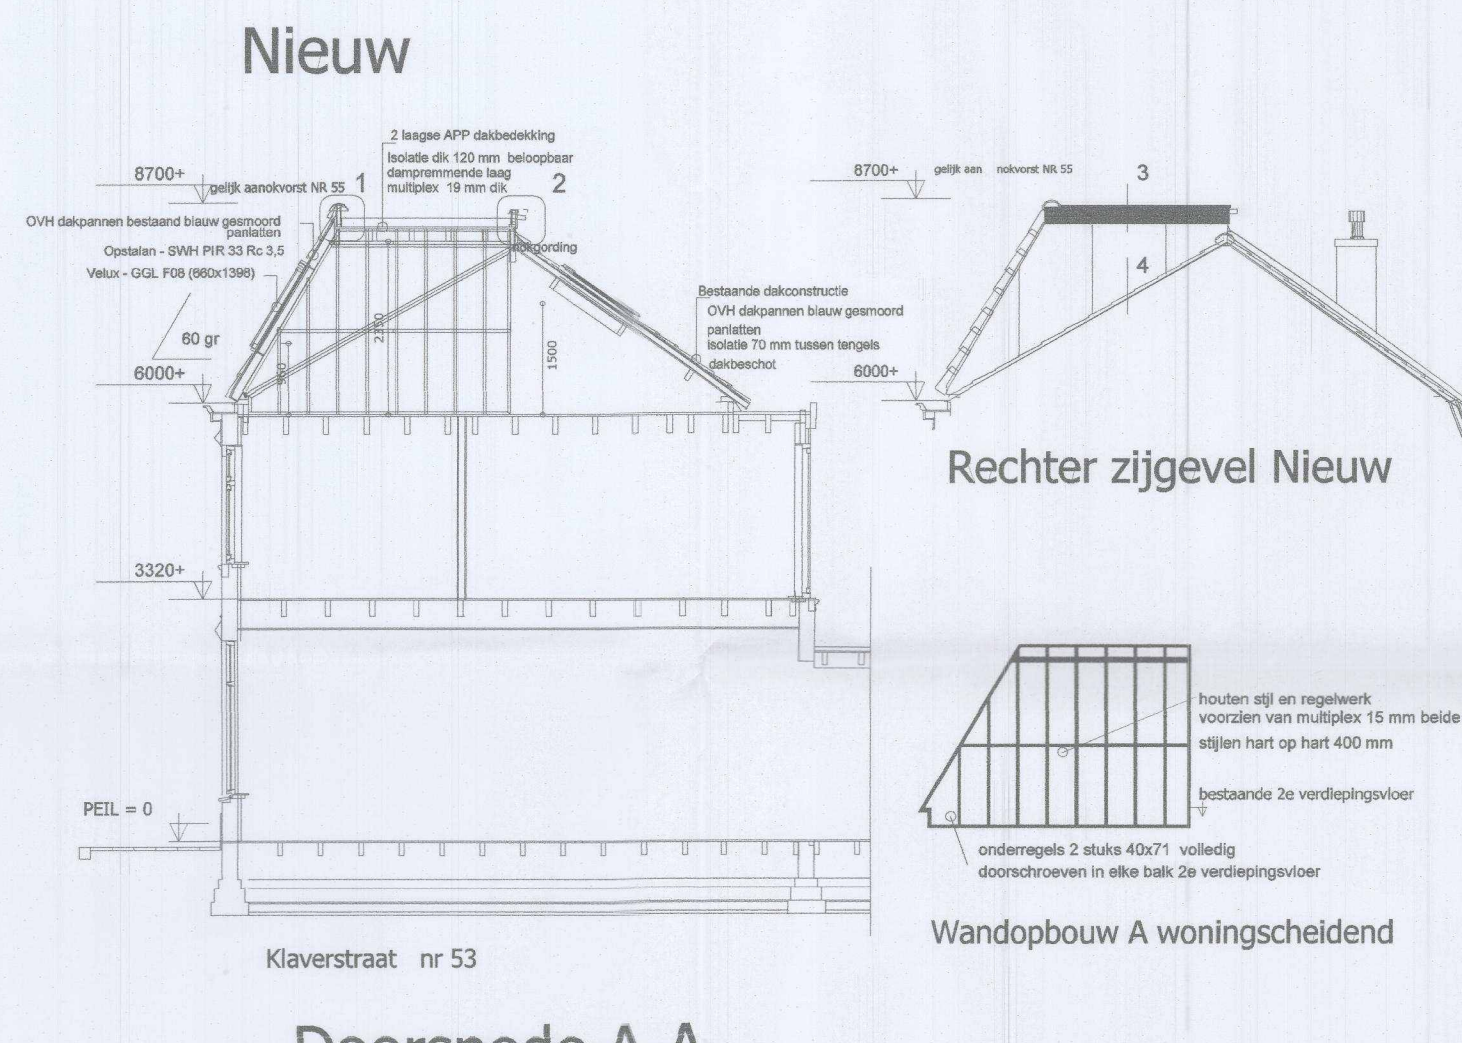 Nieuw
2 laagse APP dakbedekking
Isolatie dik 120 mm beloopbaar
dampremmende laag
multiplex 19 mm dik
8700+
gelijk aanokvorst NR 55
1
2
OVH dakpannen bestaand blauw gesmoord
panlatten
Opstalan - SWH PIR 33 Rc 3,5
Velux - GGL F08 (660x1398)
60 gr
6000+
nokgording
2350
1500
Bestaande dakconstructie
OVH dakpannen blauw gesmoord
panlatten
isolatie 70 mm tussen tengels
dakbeschot
3320+
PEIL = 0
Klaverstraat nr 53
Doorsnede A-A
8700+
gelijk aan nokvorst NR 55
3
4
6000+
Rechter zijgevel Nieuw
houten stijl en regelwerk
voorzien van multiplex 15 mm beide
stijlen hart op hart 400 mm
bestaande 2e verdiepingsvloer
onderregels 2 stuks 40x71 volledig
doorschroeven in elke balk 2e verdiepingsvloer
Wandopbouw A woningscheidend